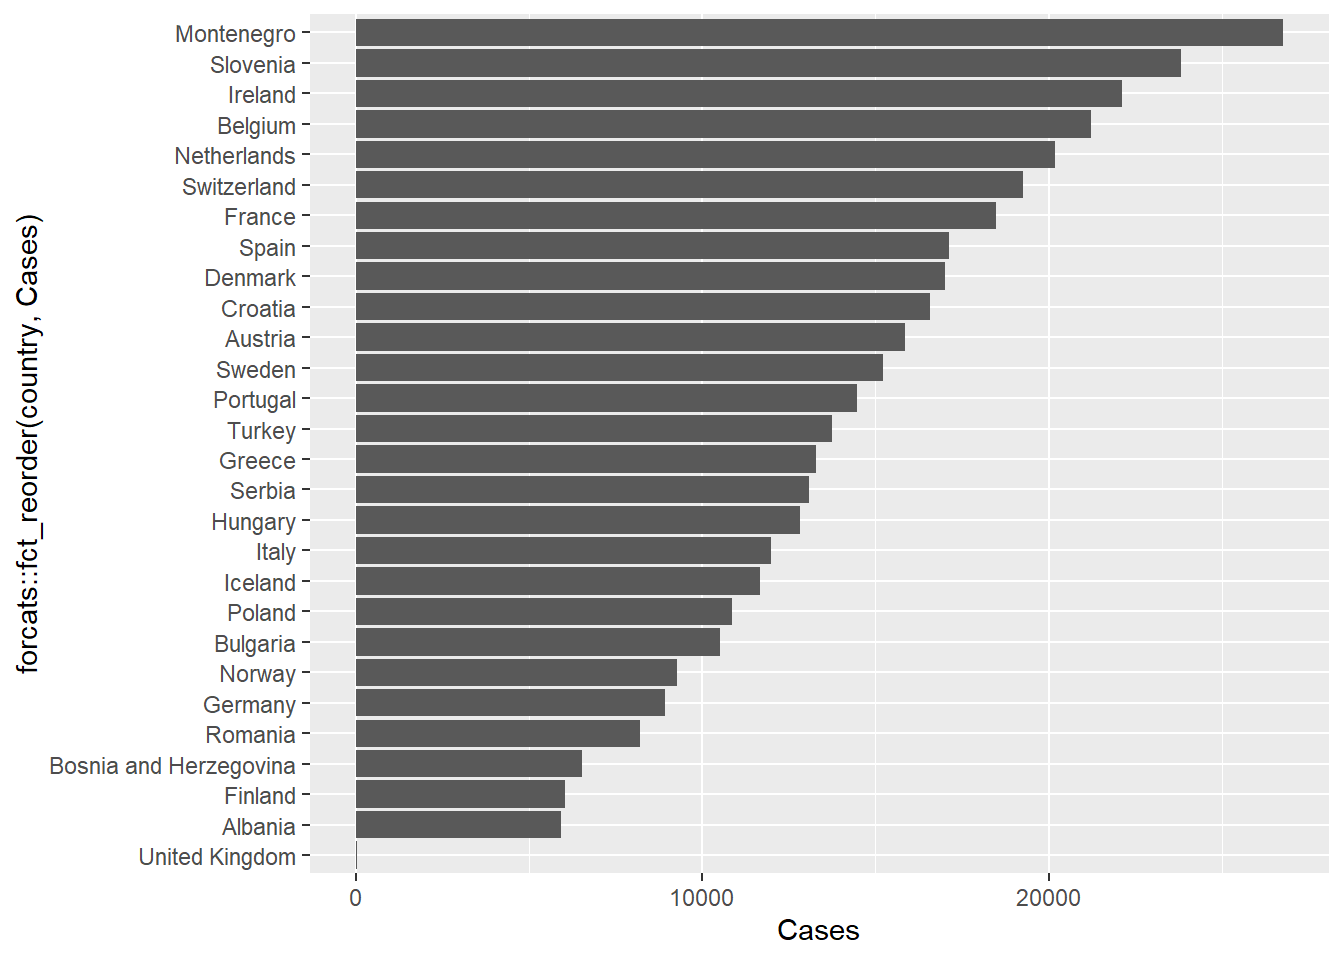 forcats::fct_reorder(country, Cases)
Montenegro
Slovenia
Ireland
Belgium
Netherlands
Switzerland
France
Spain
Denmark
Croatia
Austria
Sweden
Portugal
Turkey
Greece
Serbia
Hungary
Italy
Iceland
Poland
Bulgaria
Norway
Germany
Romania
Bosnia and Herzegovina
Finland
Albania
United Kingdom
0 10000 20000
Cases